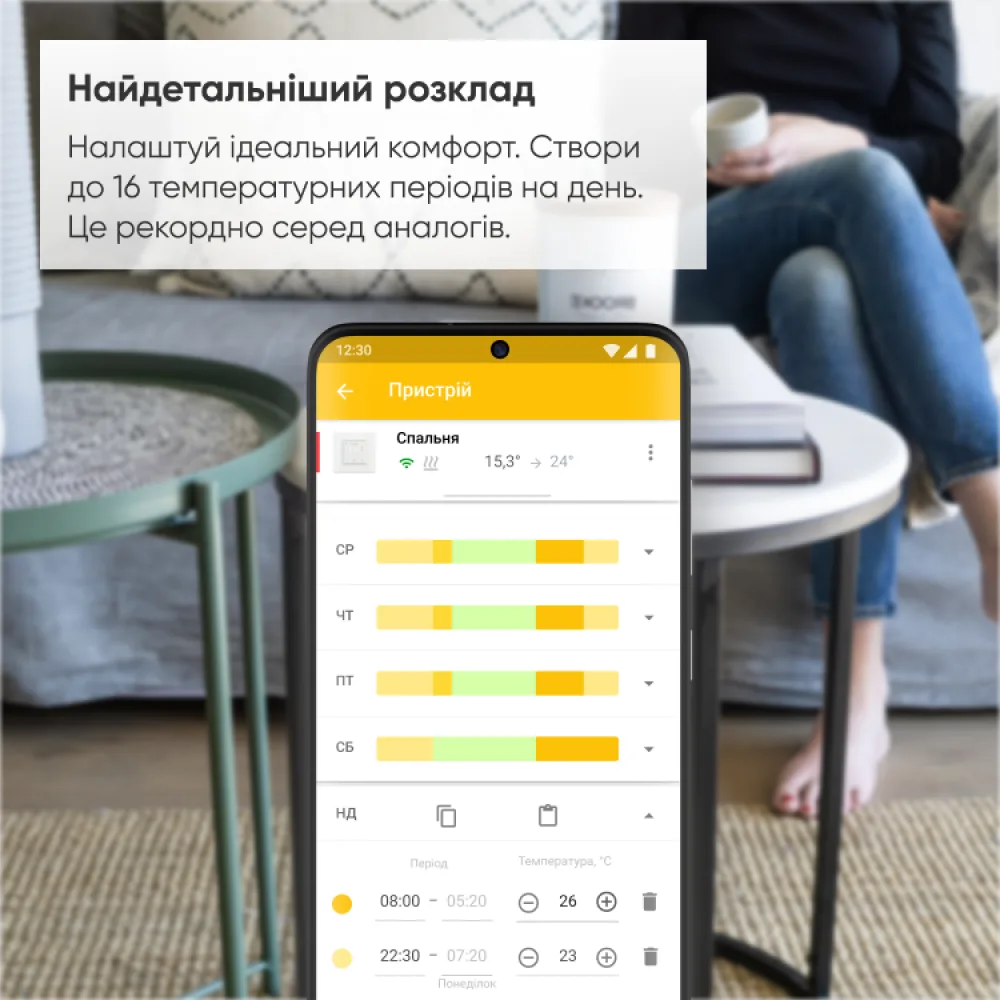 Найдетальніший розклад
Налаштуй ідеальний комфорт. Створи
до 16 температурних періодів на день.
Це рекордно серед аналогів.
12:30
Пристрій
Спальня
15,3° → 24°
СР
ЧТ
ПТ
СБ
НД
Період Температура, °C
08:00 – 05:20 26
22:30 – 07:20 23
Понеділок